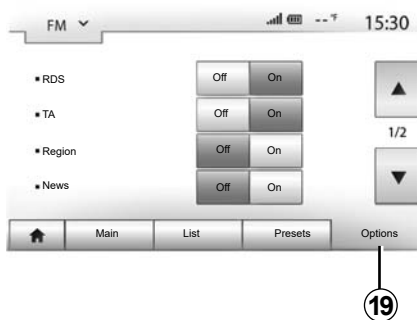 FM -- °F 15:30
RDS Off On
TA Off On
1/2
Region Off On
News Off On
Main List Presets Options
19